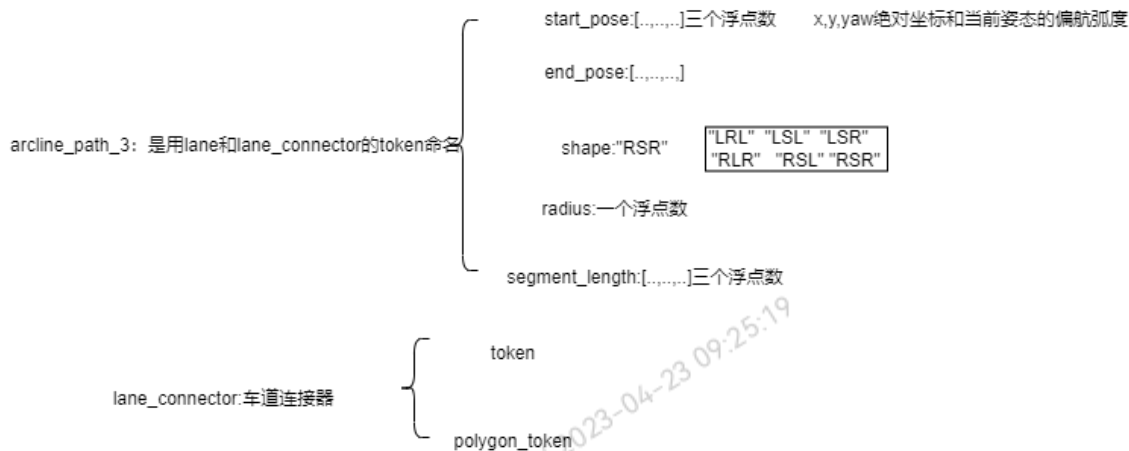 start_pose:[..,..,..]三个浮点数 x,y,yaw绝对坐标和当前姿态的偏航弧度
end_pose:[..,..,..,]
arcline_path_3：是用lane和lane_connector的token命名
shape:"RSR" "LRL" "LSL" "LSR"
"RLR" "RSL" "RSR"
radius:一个浮点数
segment_length:[..,..,..]三个浮点数
token
lane_connector:车道连接器
polygon_token
2023-04-23 09:25:19